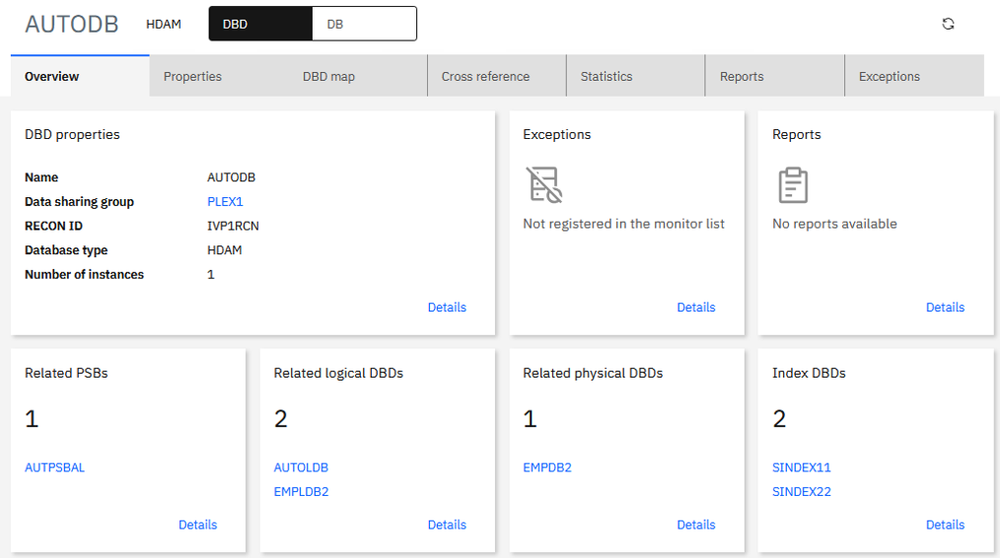 AUTODB HDAM DBD DB
Overview Properties DBD map Cross reference Statistics Reports Exceptions
DBD properties
Name AUTODB
Data sharing group PLEX1
RECON ID IVP1RCN
Database type HDAM
Number of instances 1
Details
Exceptions
Not registered in the monitor list
Details
Reports
No reports available
Details
Related PSBs
1
AUTPSBAL
Details
Related logical DBDs
2
AUTOLDB
EMPLDB2
Details
Related physical DBDs
1
EMPDB2
Details
Index DBDs
2
SINDEX11
SINDEX22
Details